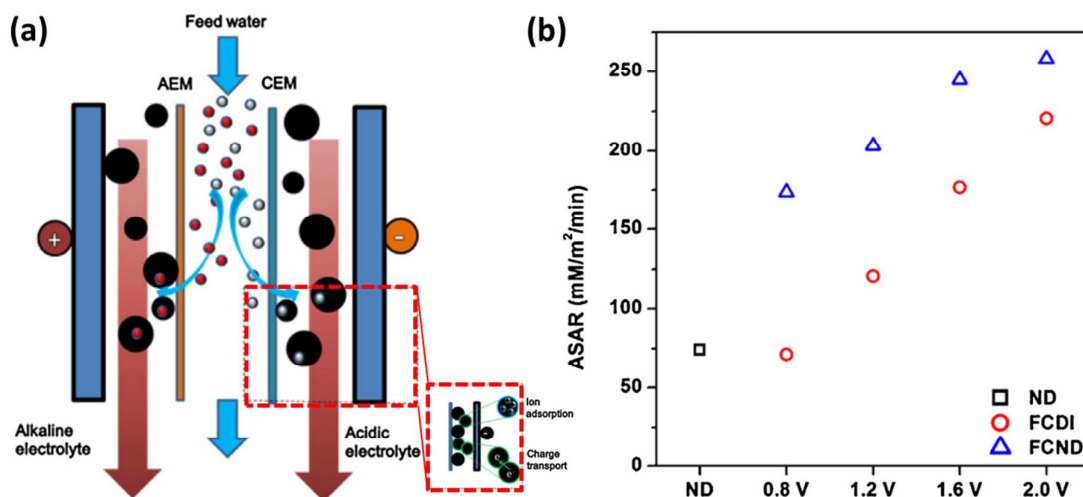 (a)
Feed water
AEM
CEM
+
-
Alkaline
electrolyte
Acidic
electrolyte
Ion
adsorption
Charge
transport
(b)
ASAR (mM/m²/min)
250
200
150
100
50
0
ND
0.8 V
1.2 V
1.6 V
2.0 V
ND
FCDI
FCND